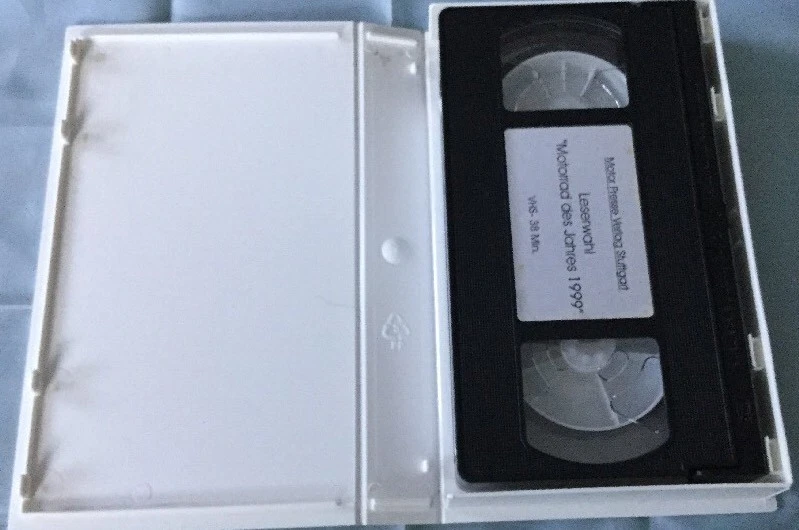 Motor Presse Verlag Stuttgart
Leserwahl
"Motorrad des Jahres 1999"
VHS - 38 Min.